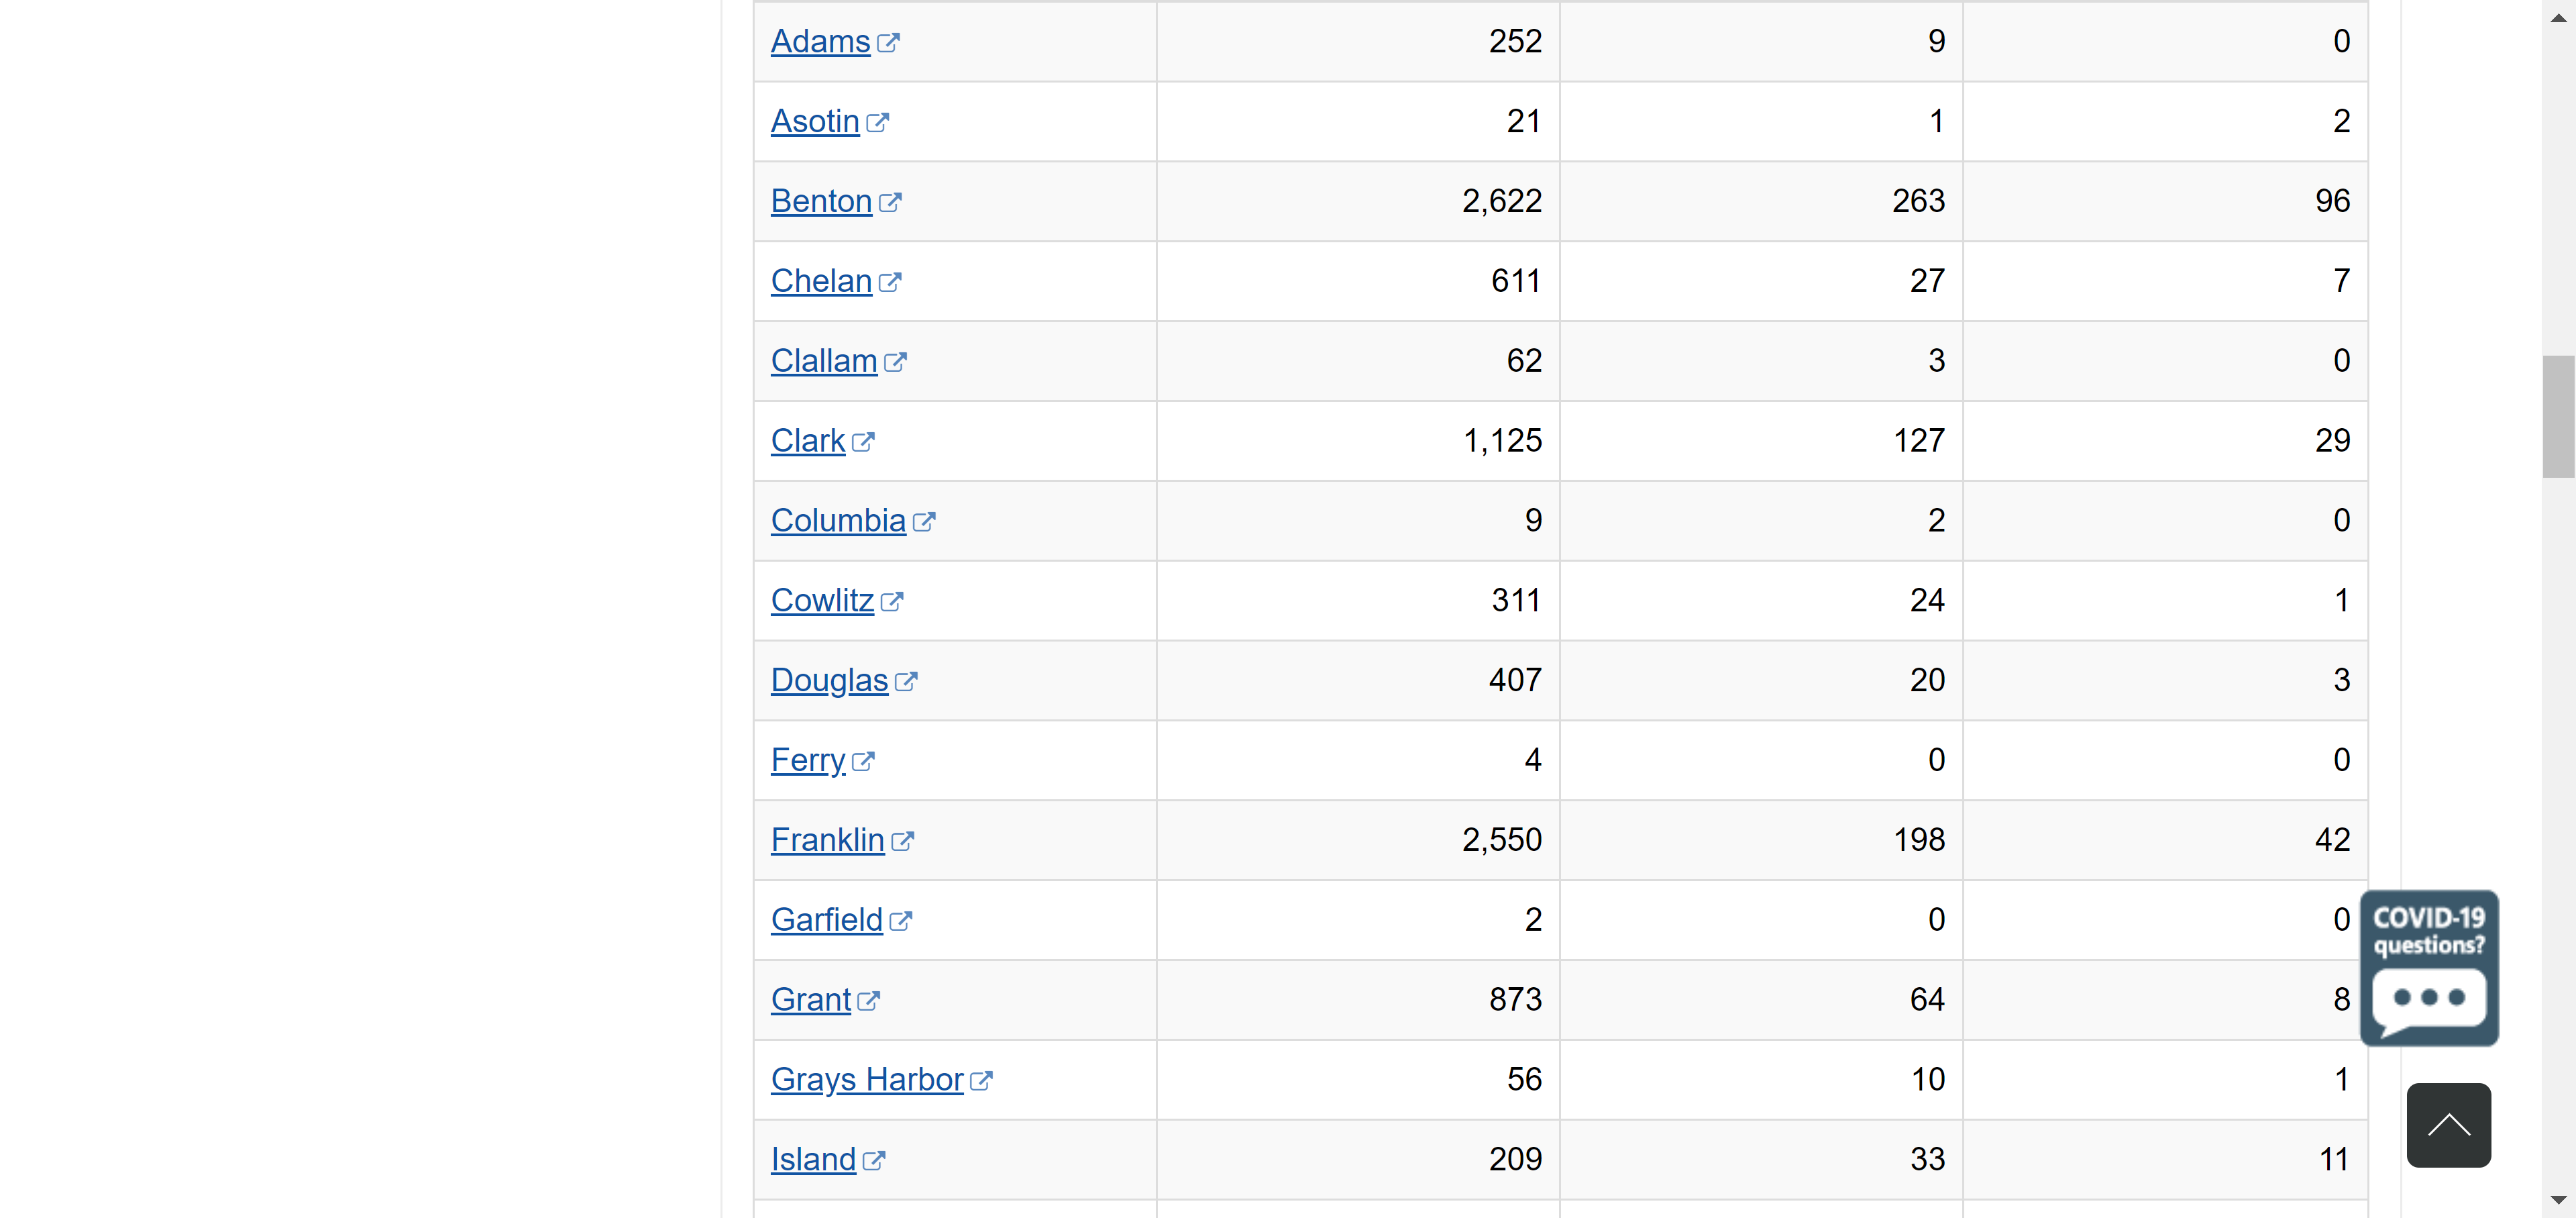 Adams 252 9 0
Asotin 21 1 2
Benton 2,622 263 96
Chelan 611 27 7
Clallam 62 3 0
Clark 1,125 127 29
Columbia 9 2 0
Cowlitz 311 24 1
Douglas 407 20 3
Ferry 4 0 0
Franklin 2,550 198 42
Garfield 2 0 0
Grant 873 64 8
Grays Harbor 56 10 1
Island 209 33 11
COVID-19
questions?